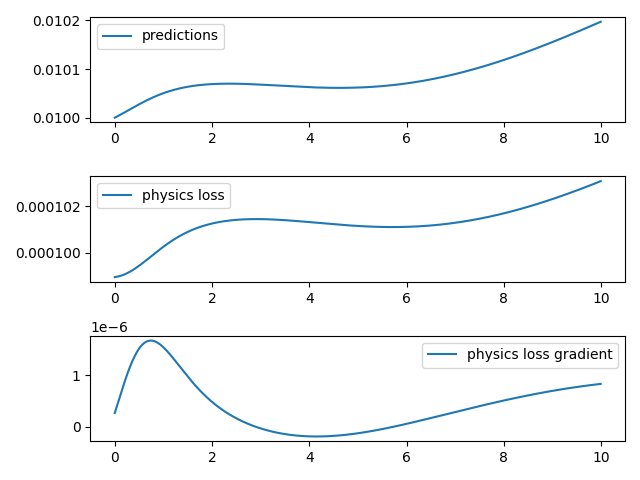 0.0102
predictions
0.0101
0.0100
0 2 4 6 8 10
physics loss
0.000102
0.000100
0 2 4 6 8 10
1e−6
physics loss gradient
1
0
0 2 4 6 8 10